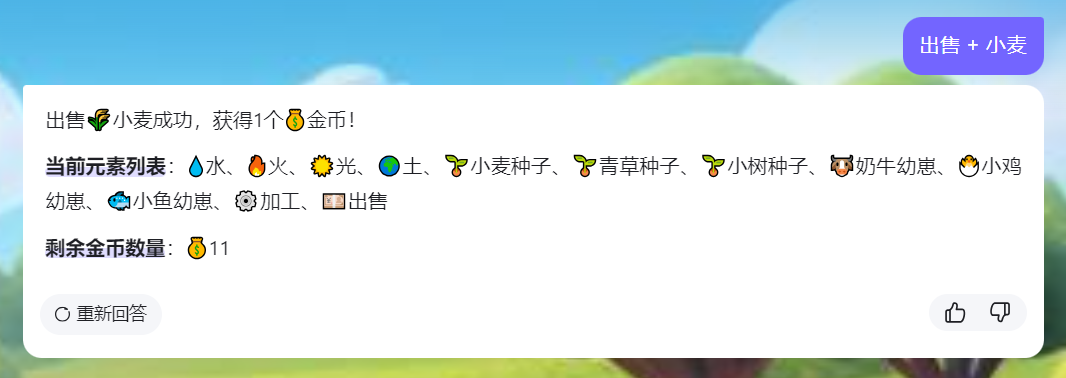 出售 + 小麦
出售🌾小麦成功，获得1个💰金币！
当前元素列表：💧水、🔥火、☀️光、🌍土、🌱小麦种子、🌱青草种子、🌱小树种子、🐮奶牛幼崽、🐣小鸡
幼崽、🐟小鱼幼崽、⚙️加工、💴出售
剩余金币数量：💰11
重新回答